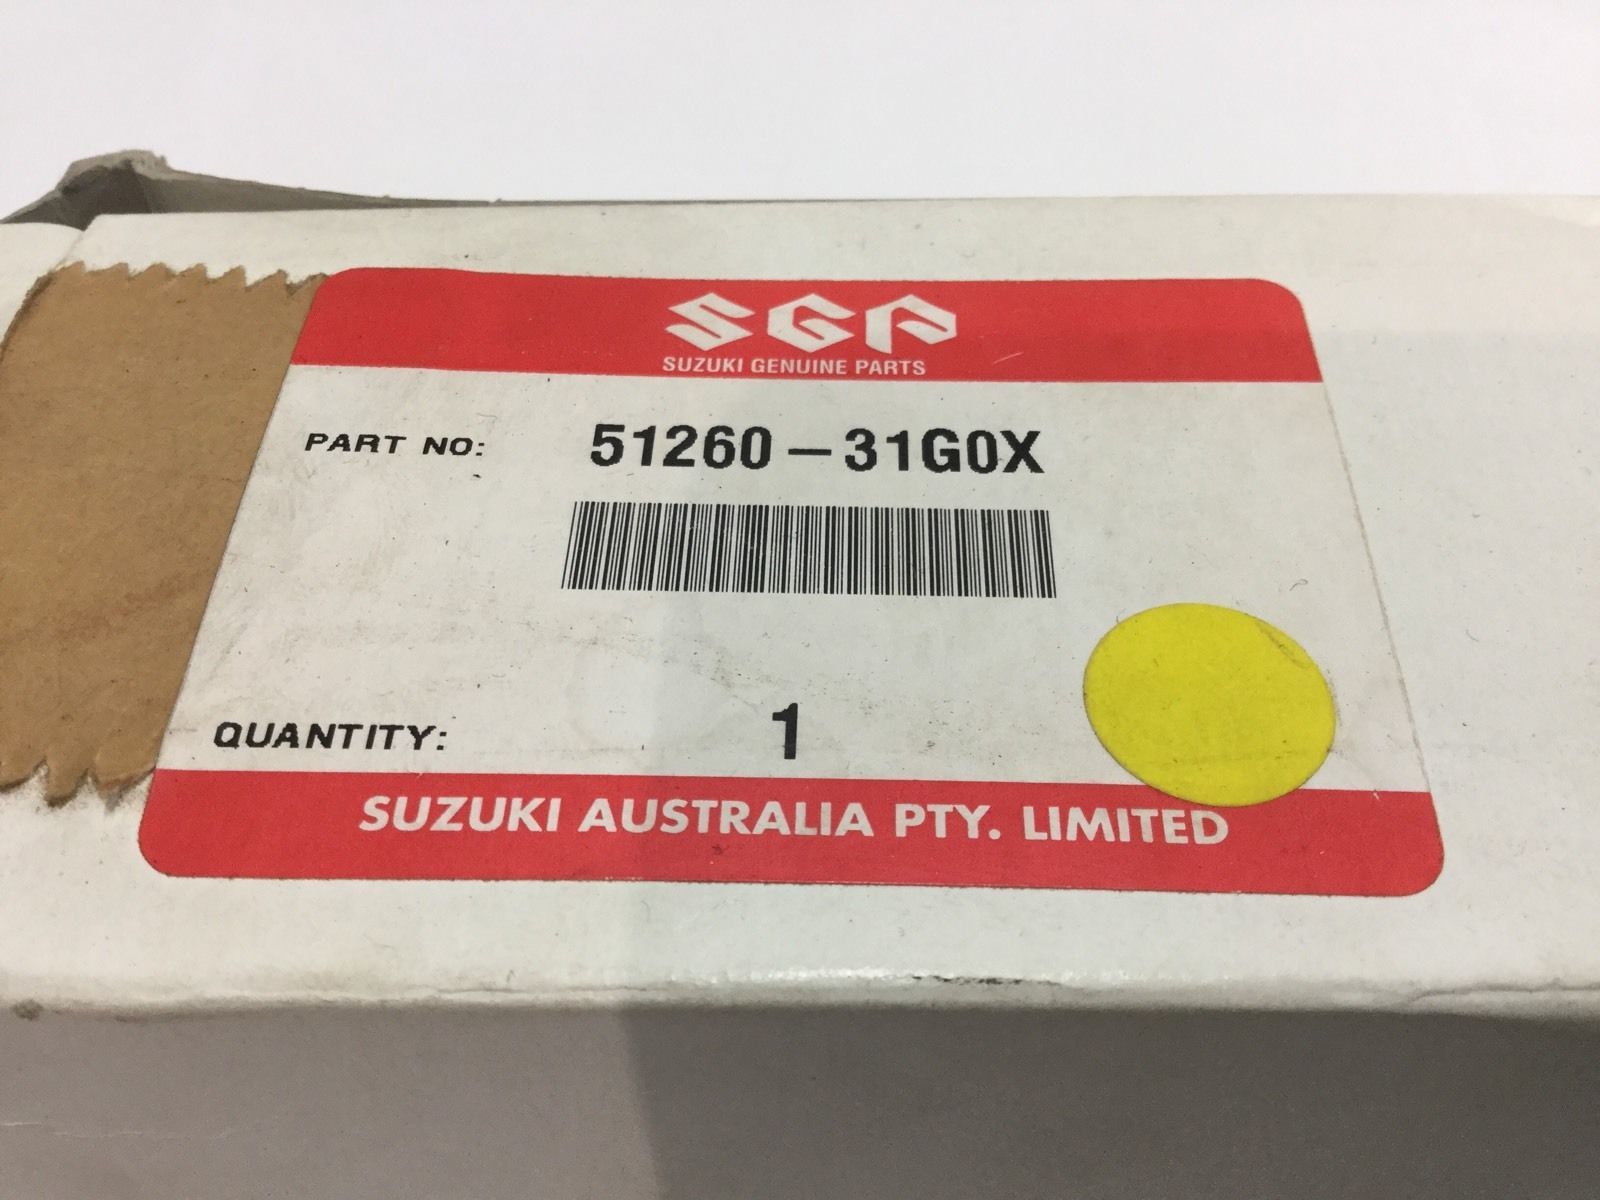 SGP
SUZUKI GENUINE PARTS
PART NO: 51260-31G0X
QUANTITY: 1
SUZUKI AUSTRALIA PTY. LIMITED